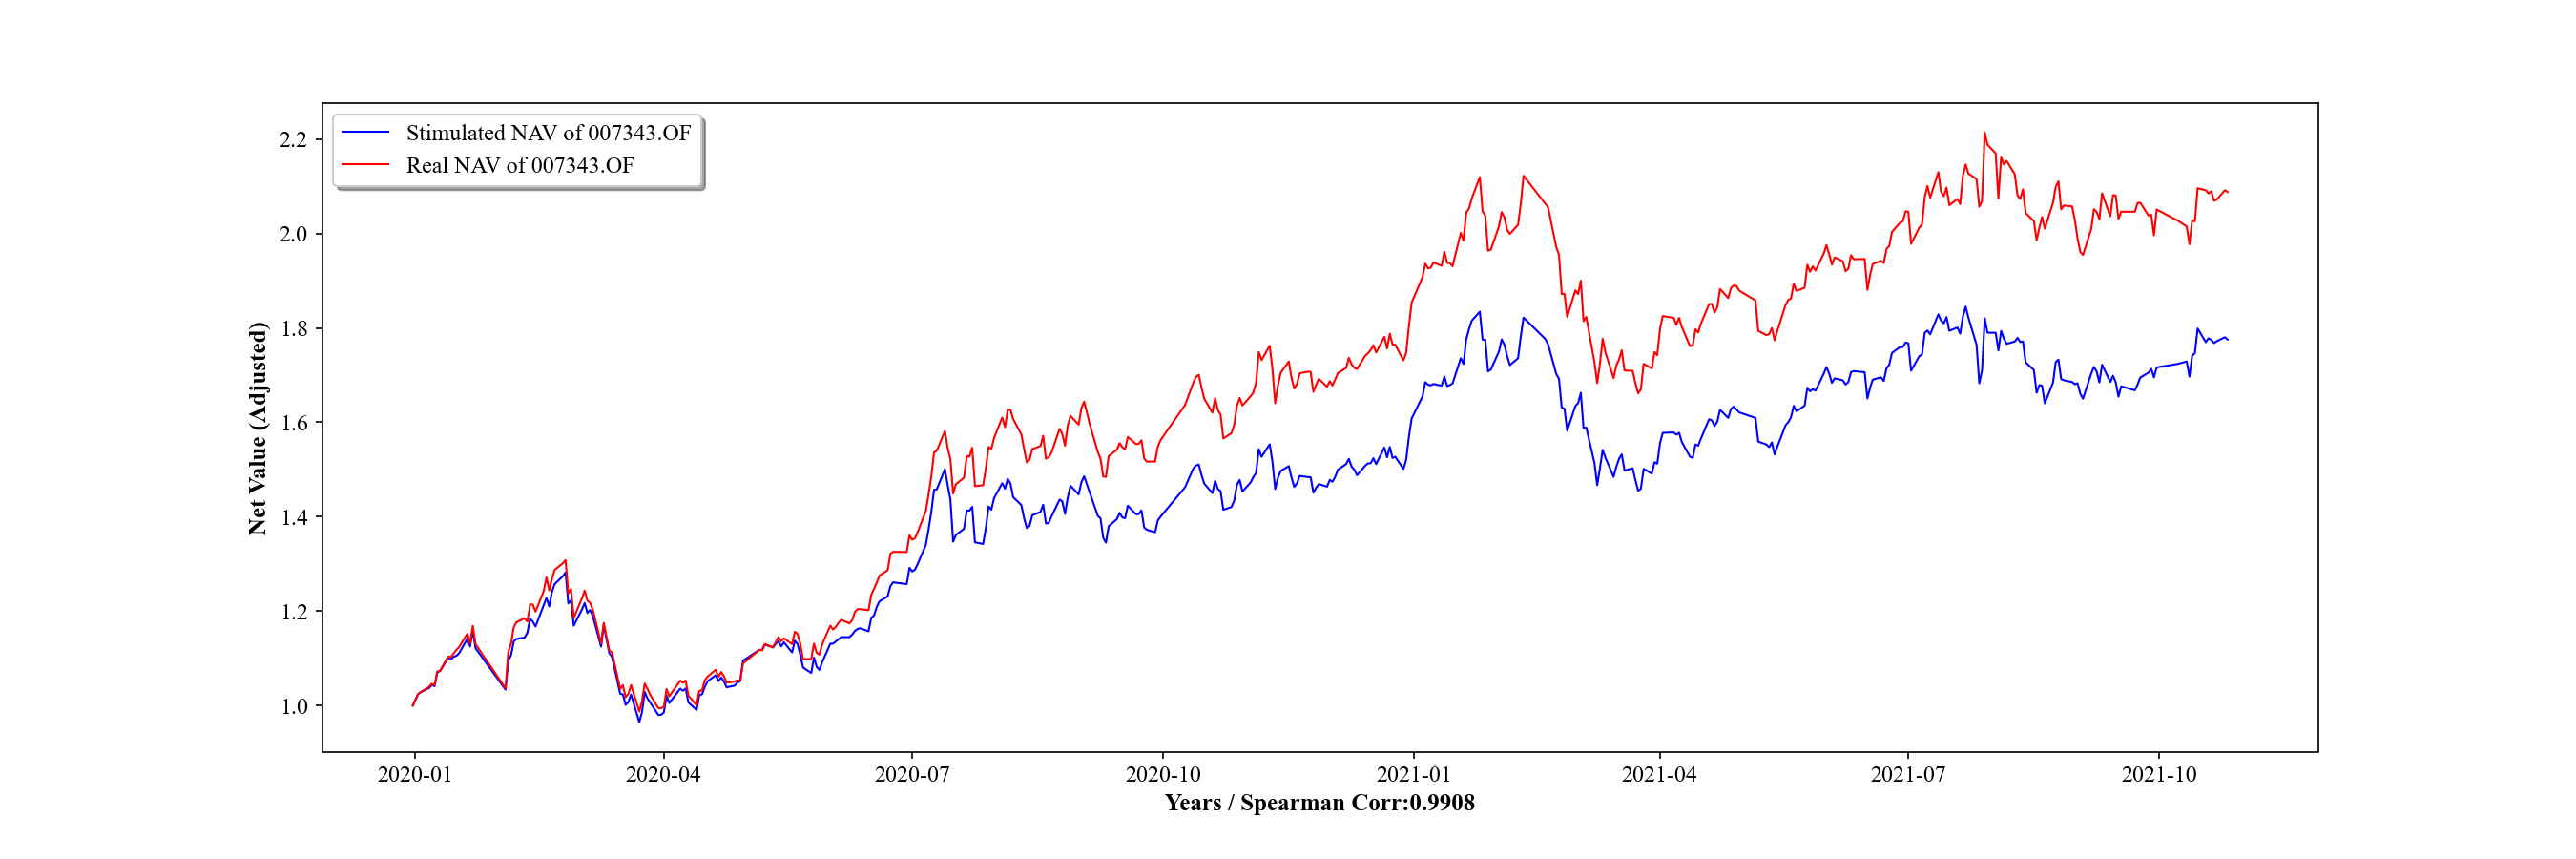 Stimulated NAV of 007343.OF
Real NAV of 007343.OF
Net Value (Adjusted)
2.2
2.0
1.8
1.6
1.4
1.2
1.0
2020-01 2020-04 2020-07 2020-10 2021-01 2021-04 2021-07 2021-10
Years / Spearman Corr:0.9908